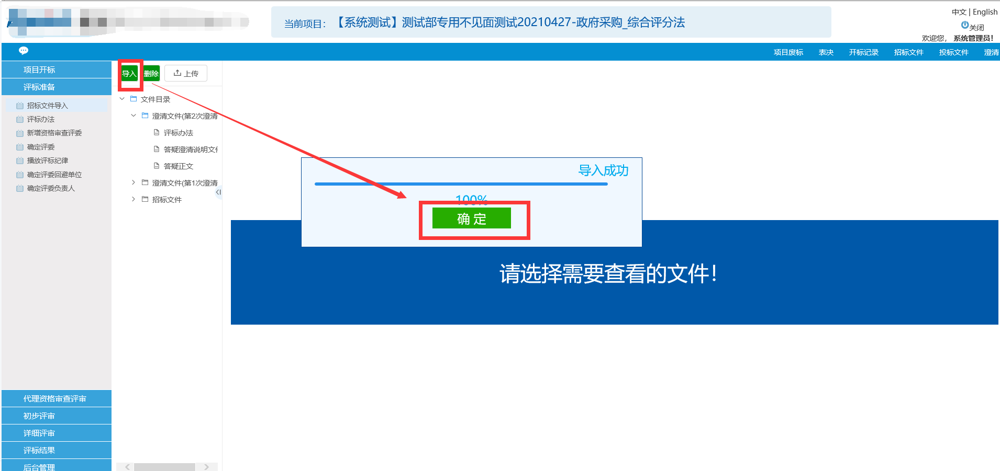 当前项目： 【系统测试】测试部专用不见面测试20210427-政府采购_综合评分法
中文 | English
关闭
欢迎您， 系统管理员！
项目废标 表决 开标记录 招标文件 投标文件 澄清
项目开标
评标准备
招标文件导入
评标办法
新增资格审查评委
确定评委
播放评标纪律
确定评委回避单位
确定评委负责人
代理资格审查评审
初步评审
详细评审
评标结果
后台管理
导入 删除 上传
文件目录
澄清文件(第2次澄清
评标办法
答疑澄清说明文件
答疑正文
澄清文件(第1次澄清
招标文件
导入成功
100%
确 定
请选择需要查看的文件！